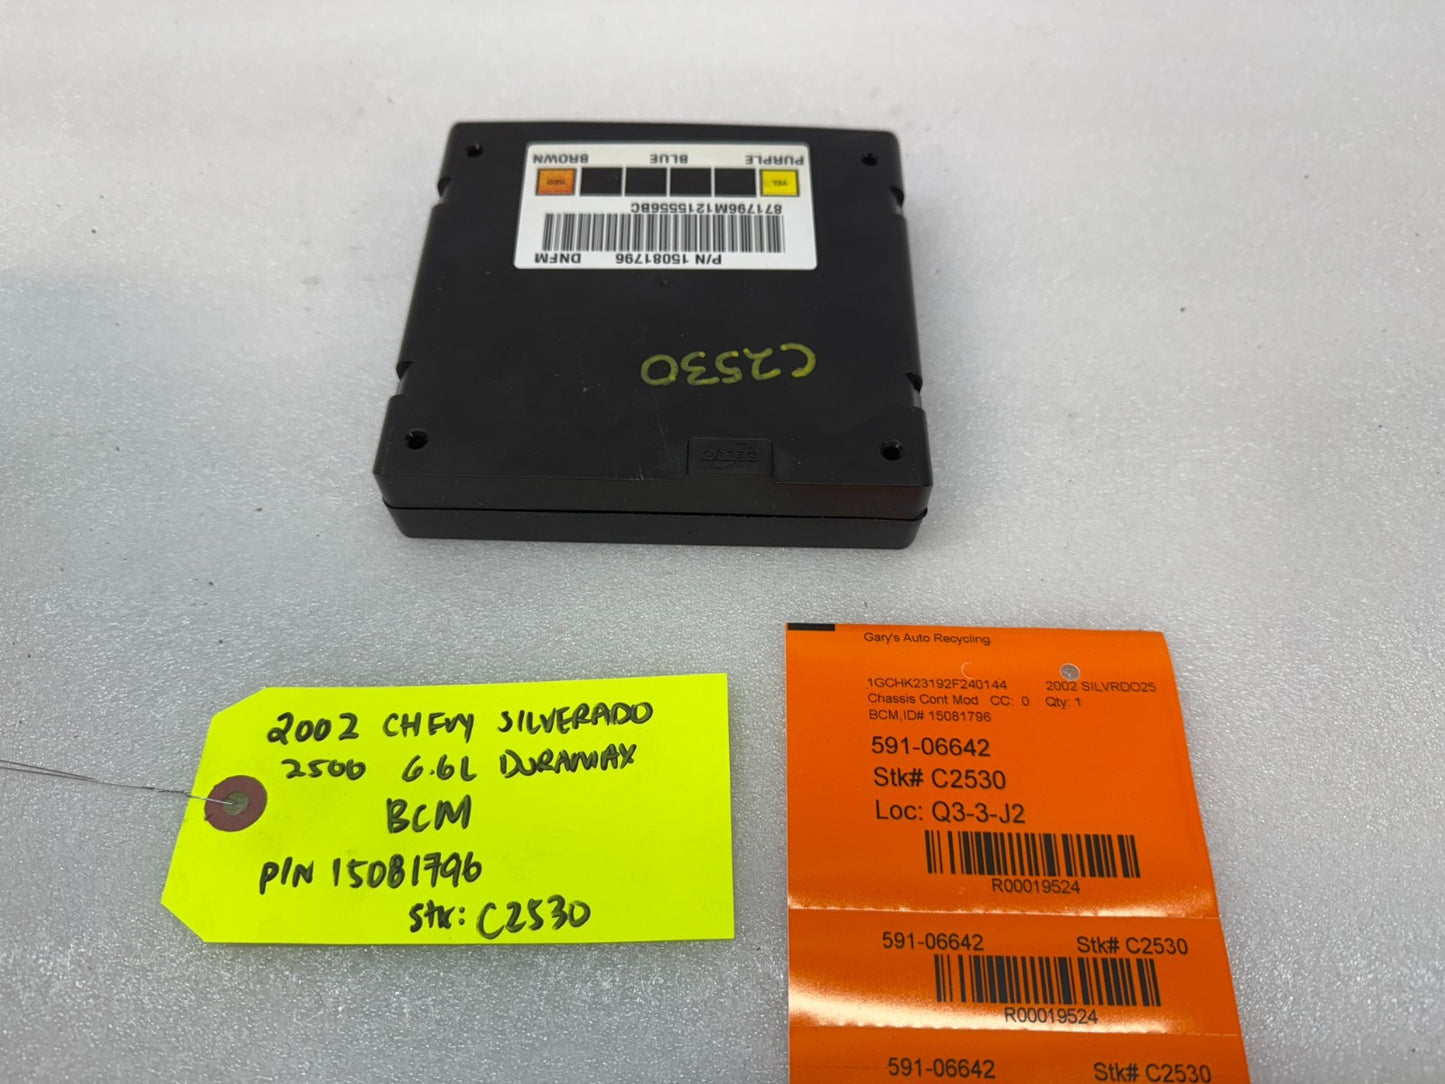 P/N 15081796 DNFM
871796M12155556BC
YEL RED
PURPLE BLUE BROWN
C2530
DELCO
2002 CHEVY SILVERADO
2500 6.6L DURAMAX
BCM
P/N 15081796
Stk: C2530
Gary's Auto Recycling
1GCHK23192F240144 2002 SILVRDO25
Chassis Cont Mod CC: 0 Qty: 1
BCM,ID# 15081796
591-06642
Stk# C2530
Loc: Q3-3-J2
R00019524
591-06642 Stk# C2530
R00019524
591-06642 Stk# C2530